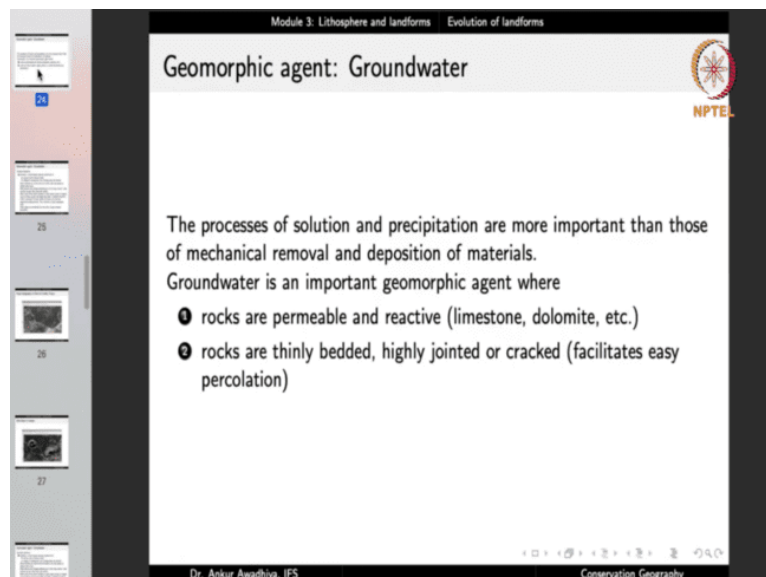 Module 3: Lithosphere and landforms Evolution of landforms
Geomorphic agent: Groundwater
NPTEL
The processes of solution and precipitation are more important than those
of mechanical removal and deposition of materials.
Groundwater is an important geomorphic agent where
1 rocks are permeable and reactive (limestone, dolomite, etc.)
2 rocks are thinly bedded, highly jointed or cracked (facilitates easy
percolation)
24
25
26
27
Dr. Ankur Awadhiya, IFS Conservation Geography